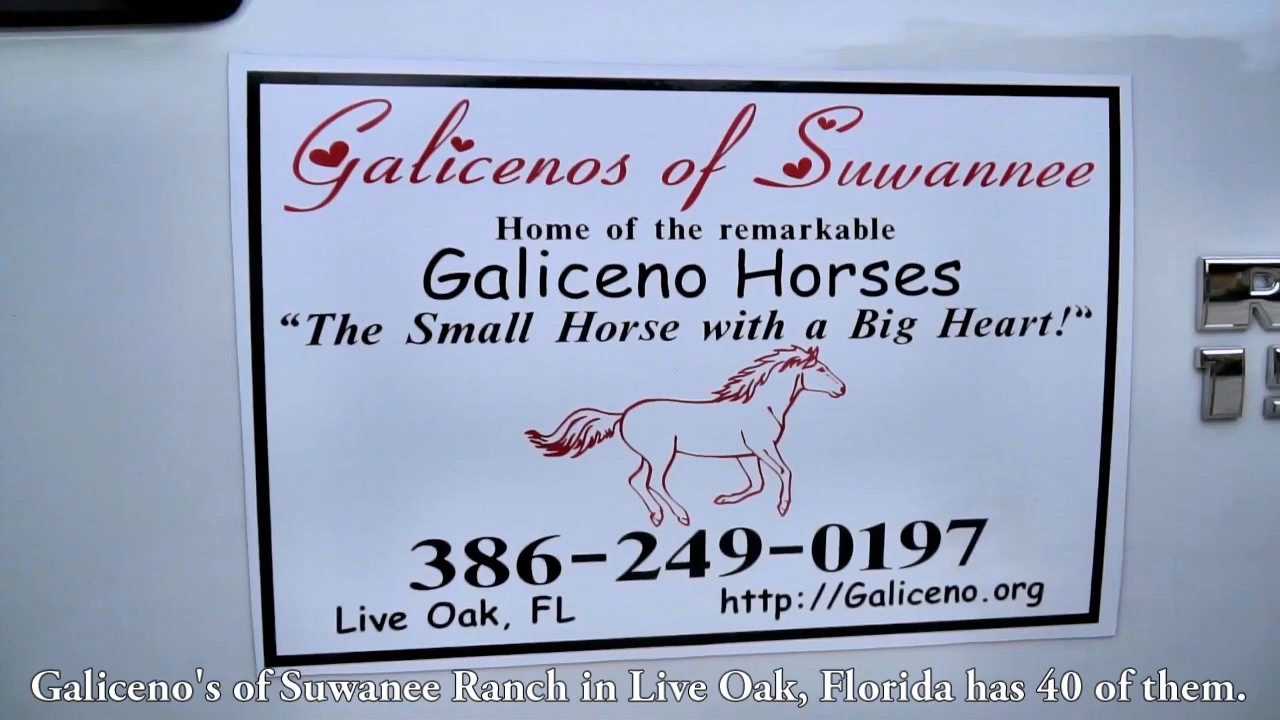 Galicenos of Suwannee
Home of the remarkable
Galiceno Horses
“The Small Horse with a Big Heart!”
386-249-0197
Live Oak, FL
http://Galiceno.org
Galiceno's of Suwanee Ranch in Live Oak, Florida has 40 of them.